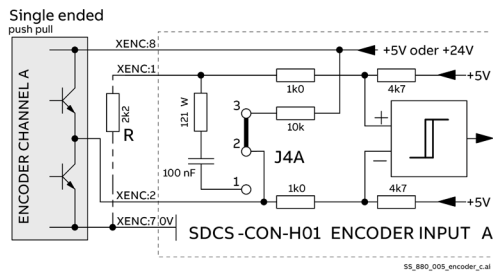 Single ended
push pull
XENC:8
+5V oder +24V
XENC:1
1k0
4k7
+5V
ENCODER CHANNEL A
2k2
R
121 W
3
10k
2
J4A
100 nF
1
1k0
4k7
+5V
XENC:2
XENC:7 0V
SDCS-CON-H01 ENCODER INPUT A
SS_880_005_encoder_c.ai